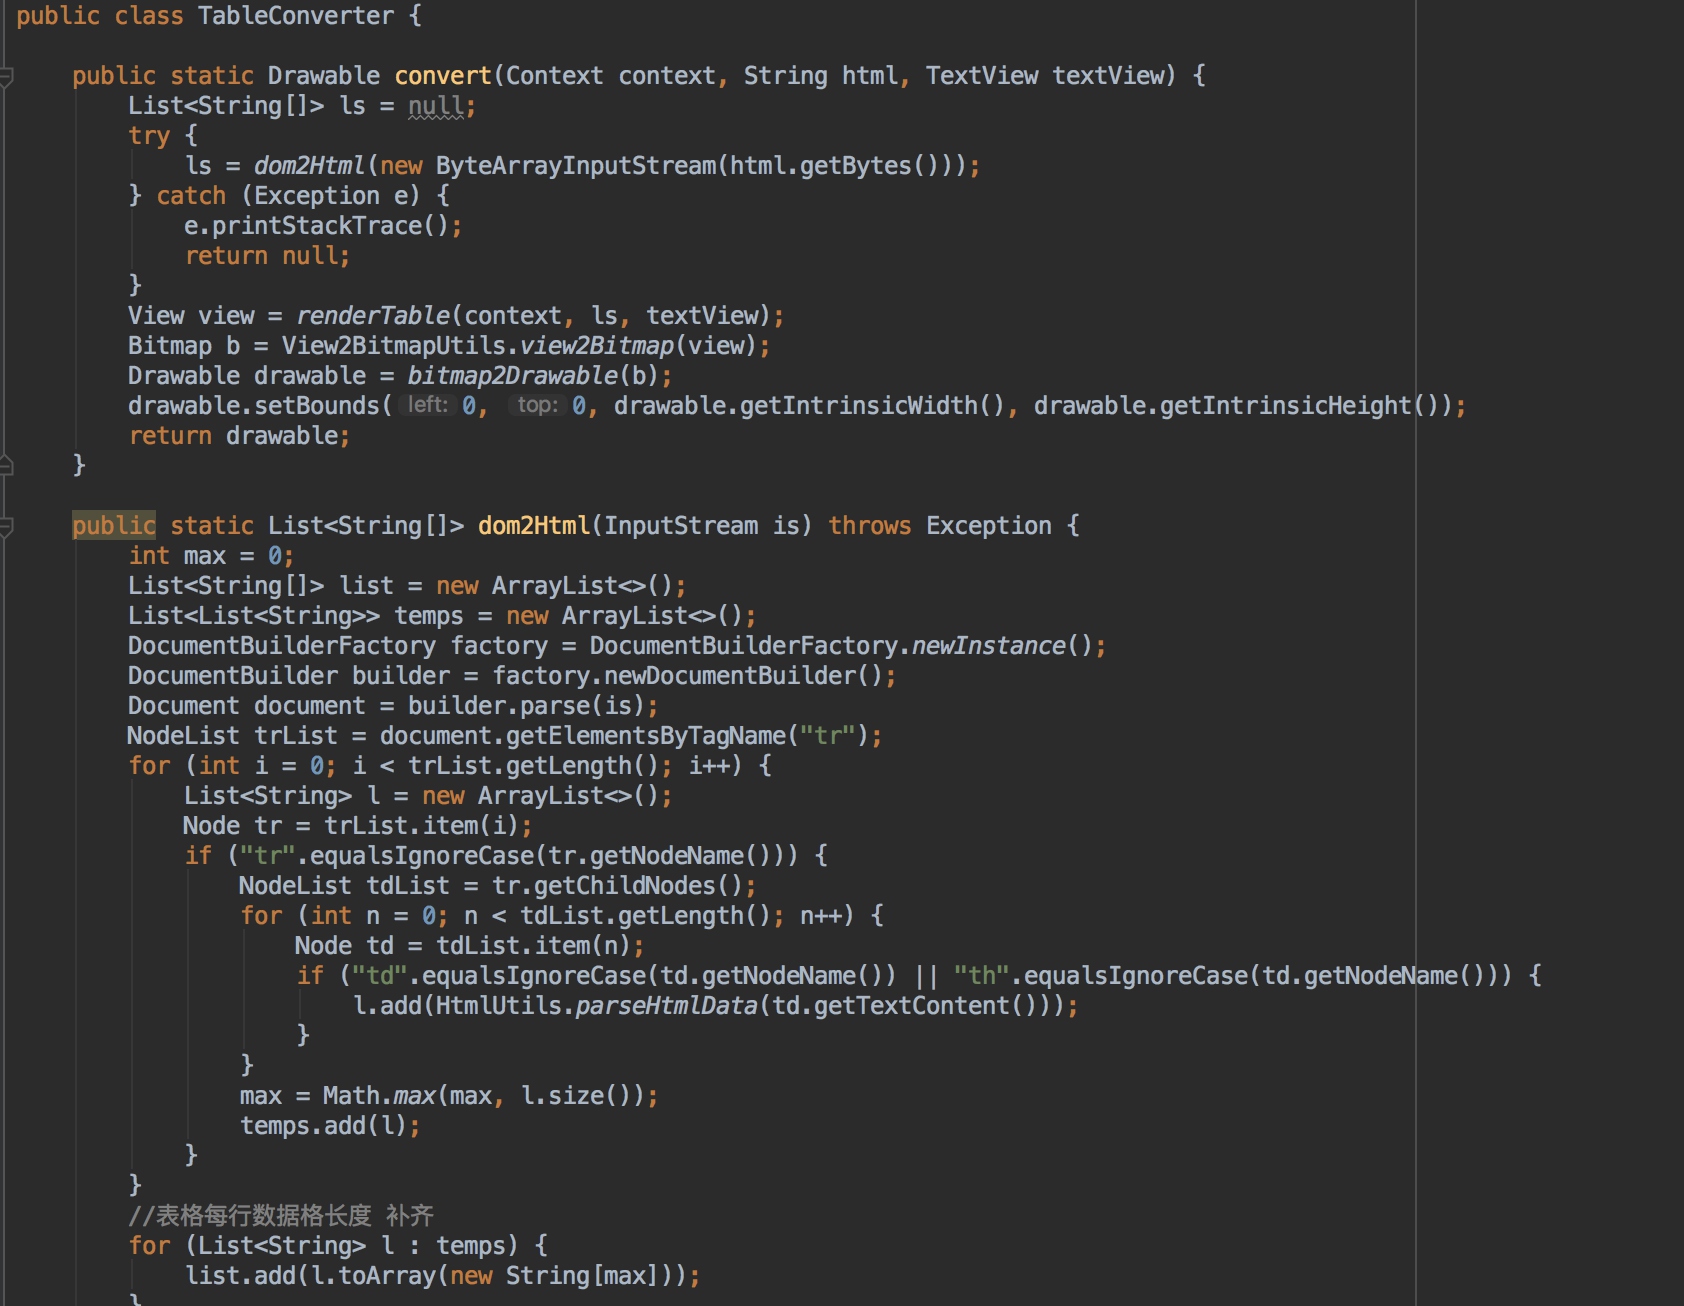 public class TableConverter {
public static Drawable convert(Context context, String html, TextView textView) {
List<String[]> ls = null;
try {
ls = dom2Html(new ByteArrayInputStream(html.getBytes()));
} catch (Exception e) {
e.printStackTrace();
return null;
}
View view = renderTable(context, ls, textView);
Bitmap b = View2BitmapUtils.view2Bitmap(view);
Drawable drawable = bitmap2Drawable(b);
drawable.setBounds( left: 0, top: 0, drawable.getIntrinsicWidth(), drawable.getIntrinsicHeight());
return drawable;
}
public static List<String[]> dom2Html(InputStream is) throws Exception {
int max = 0;
List<String[]> list = new ArrayList<>();
List<List<String>> temps = new ArrayList<>();
DocumentBuilderFactory factory = DocumentBuilderFactory.newInstance();
DocumentBuilder builder = factory.newDocumentBuilder();
Document document = builder.parse(is);
NodeList trList = document.getElementsByTagName("tr");
for (int i = 0; i < trList.getLength(); i++) {
List<String> l = new ArrayList<>();
Node tr = trList.item(i);
if ("tr".equalsIgnoreCase(tr.getNodeName())) {
NodeList tdList = tr.getChildNodes();
for (int n = 0; n < tdList.getLength(); n++) {
Node td = tdList.item(n);
if ("td".equalsIgnoreCase(td.getNodeName()) || "th".equalsIgnoreCase(td.getNodeName())) {
l.add(HtmlUtils.parseHtmlData(td.getTextContent()));
}
}
max = Math.max(max, l.size());
temps.add(l);
}
}
//表格每行数据格长度 补齐
for (List<String> l : temps) {
list.add(l.toArray(new String[max]));
}